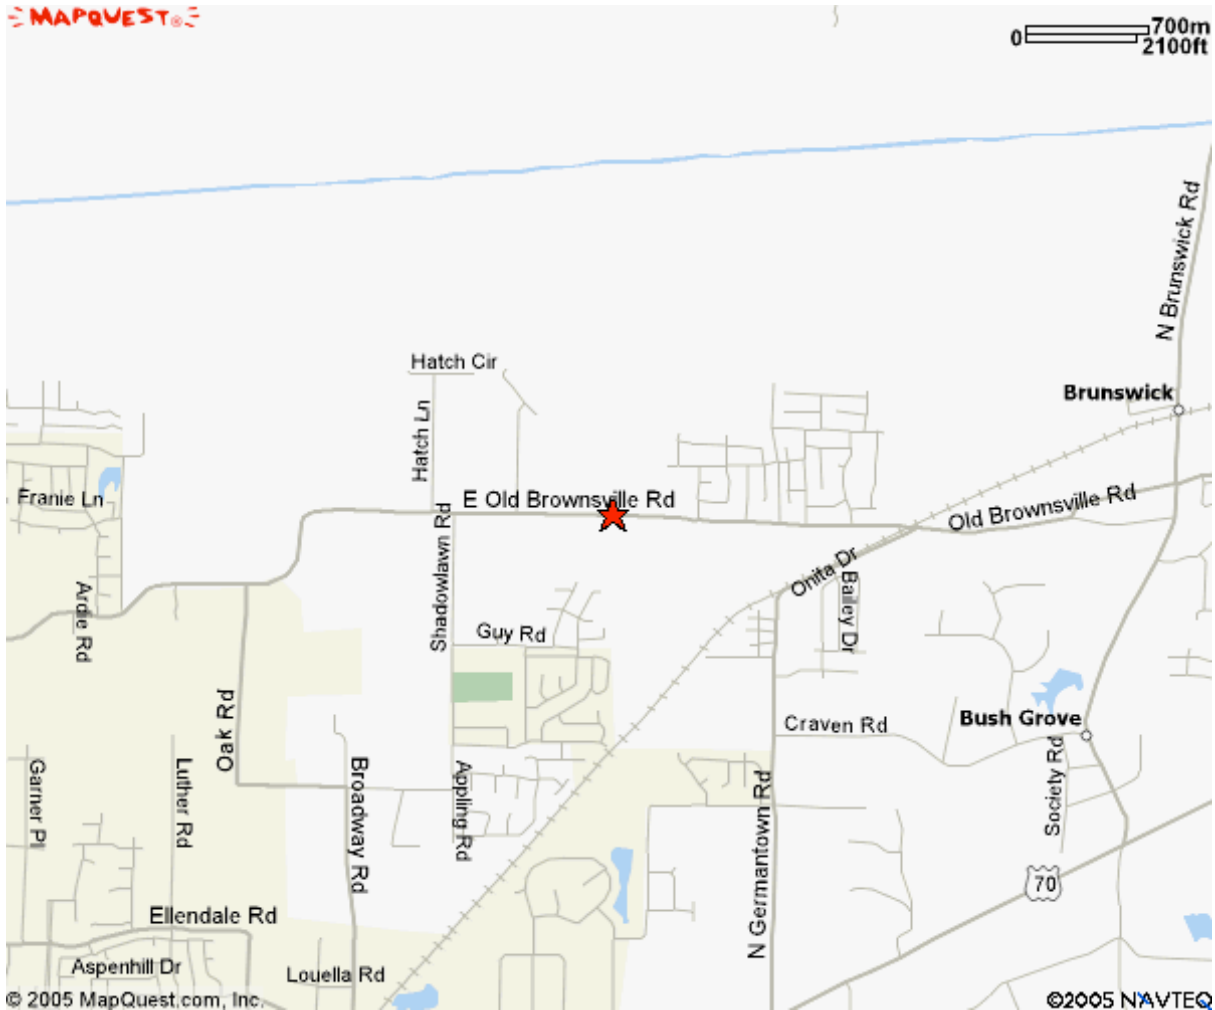 MAPQUEST®
0 700m
2100ft
N Brunswick Rd
Hatch Cir
Brunswick
Hatch Ln
Franie Ln
E Old Brownsville Rd
Old Brownsville Rd
Shadowlawn Rd
Onita Dr
Bailey Dr
Ardie Rd
Guy Rd
Oak Rd
Craven Rd
Bush Grove
Garner Pl
Luther Rd
Broadway Rd
Appling Rd
N Germantown Rd
Society Rd
70
Ellendale Rd
Aspenhill Dr
Louella Rd
© 2005 MapQuest.com, Inc.
©2005 NAVTEQ